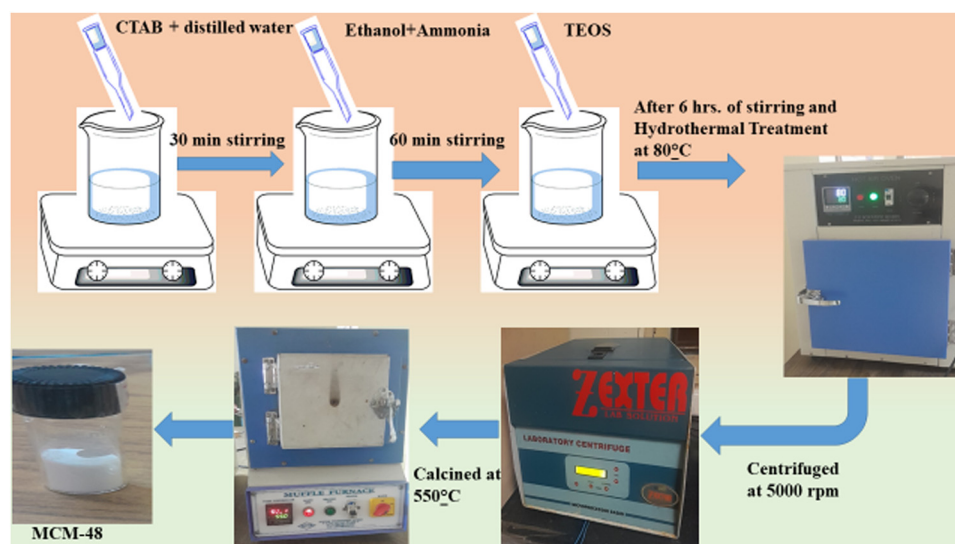 CTAB + distilled water
Ethanol+Ammonia
TEOS
30 min stirring
60 min stirring
After 6 hrs. of stirring and
Hydrothermal Treatment
at 80°C
Centrifuged
at 5000 rpm
ZEXTER
LAB SOLUTION
LABORATORY CENTRIFUGE
Calcined at
550°C
MUFFLE FURNACE
MCM-48